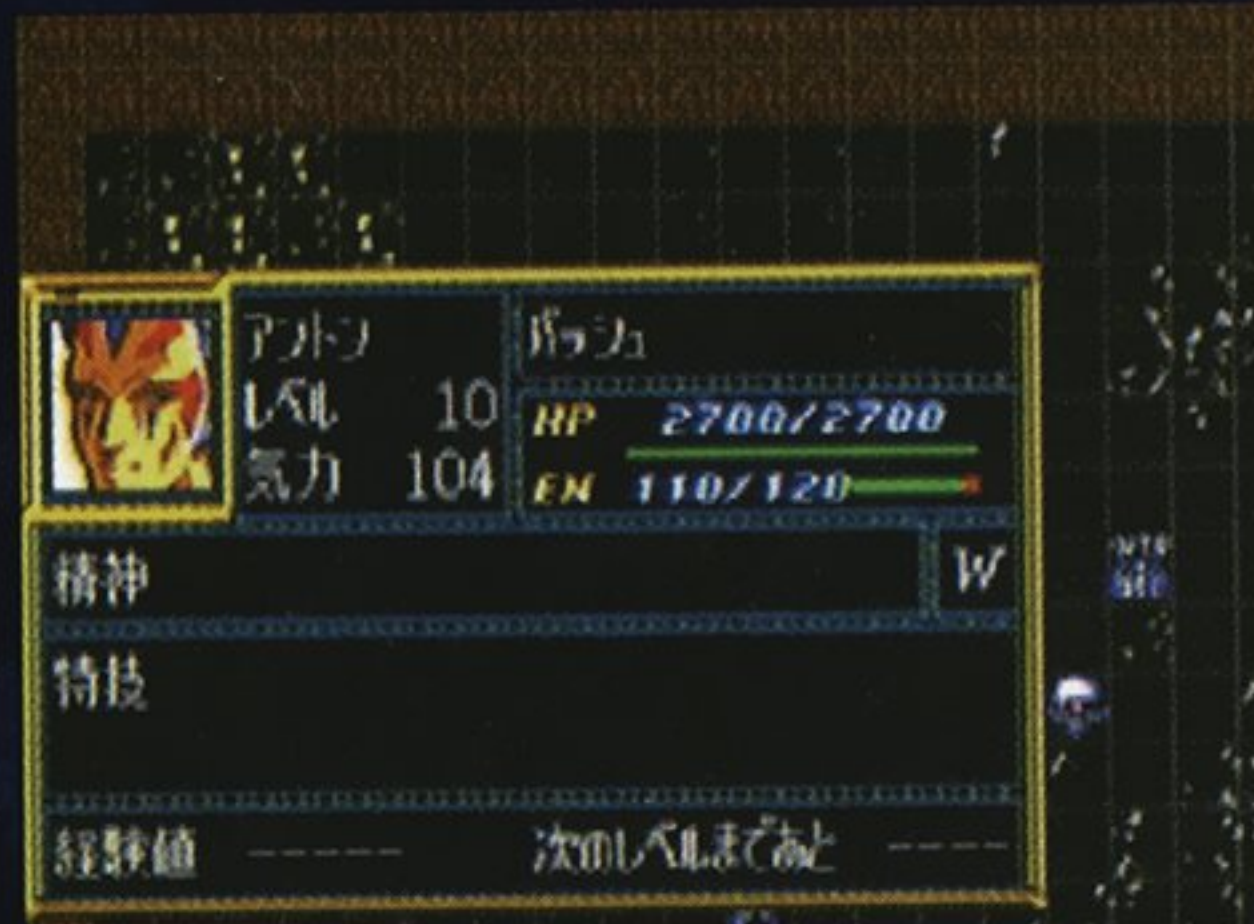 アントン
レベル 10
気力 104
バッシュ
HP 2700/2700
EN 110/120
精神 W
特技
経験値 ----- 次のレベルまであと ----